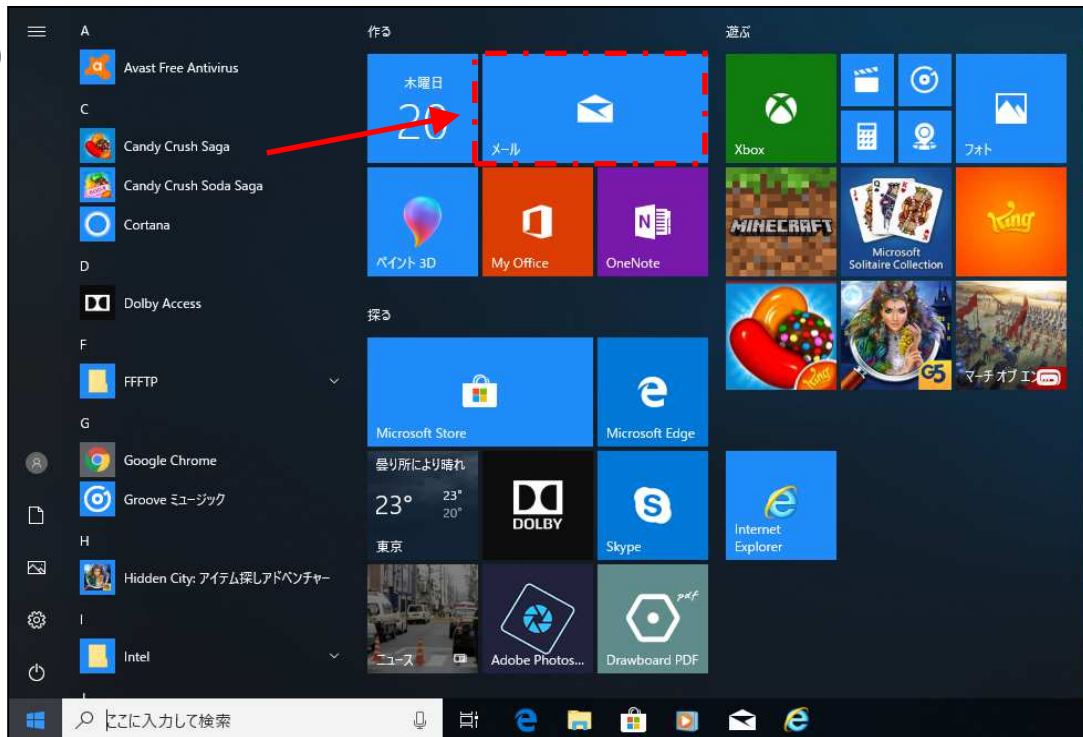 A
Avast Free Antivirus
C
Candy Crush Saga
Candy Crush Soda Saga
Cortana
D
Dolby Access
F
FFFTP
G
Google Chrome
Groove ミュージック
H
Hidden City: アイテム探しアドベンチャー
I
Intel
ここに入力して検索
作る
木曜日
20
メール
ペイント 3D
My Office
OneNote
N
探る
Microsoft Store
Microsoft Edge
曇り所により晴れ
23°
23°
20°
東京
DOLBY
Skype
ニュース
Adobe Photos...
Drawboard PDF
pdf
遊ぶ
Xbox
フォト
MINECRAFT
Microsoft
Solitaire Collection
King
King
G5
マーチ オブ エン
Internet
Explorer